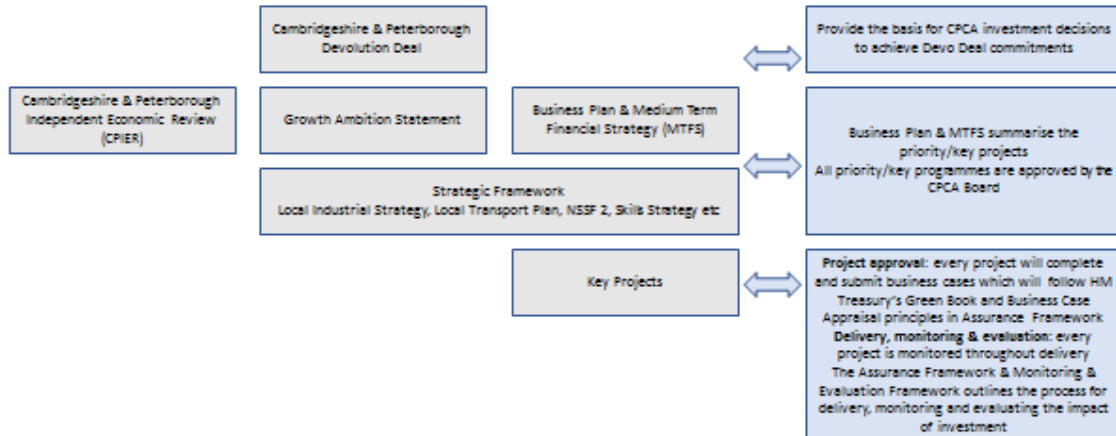 Cambridgeshire & Peterborough
Devolution Deal
Provide the basis for CPCA investment decisions
to achieve Devo Deal commitments
Cambridgeshire & Peterborough
Independent Economic Review
(CPIER)
Growth Ambition Statement
Business Plan & Medium Term
Financial Strategy (MTFS)
Business Plan & MTFS summarise the
priority/key projects
All priority/key programmes are approved by the
CPCA Board
Strategic Framework
Local Industrial Strategy, Local Transport Plan, NSSF 2, Skills Strategy etc
Key Projects
Project approval: every project will complete
and submit business cases which will follow HM
Treasury's Green Book and Business Case
Appraisal principles in Assurance Framework
Delivery, monitoring & evaluation: every
project is monitored throughout delivery
The Assurance Framework & Monitoring &
Evaluation Framework outlines the process for
delivery, monitoring and evaluating the impact
of investment